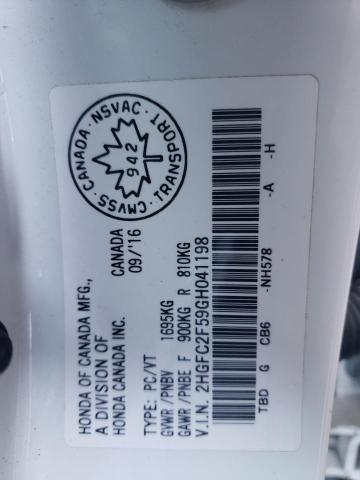 HONDA OF CANADA MFG.,
A DIVISION OF
HONDA CANADA INC.
CANADA
09/'16
CMVSS · CANADA · NSVAC · TRANSPORT ·
942
TYPE: PC/VT
GVWR/PNBV 1695KG
GAWR/PNBE F 900KG R 810KG
V.I.N. 2HGFC2F59GH041198
TBD G CB6 -NH578 -A -H